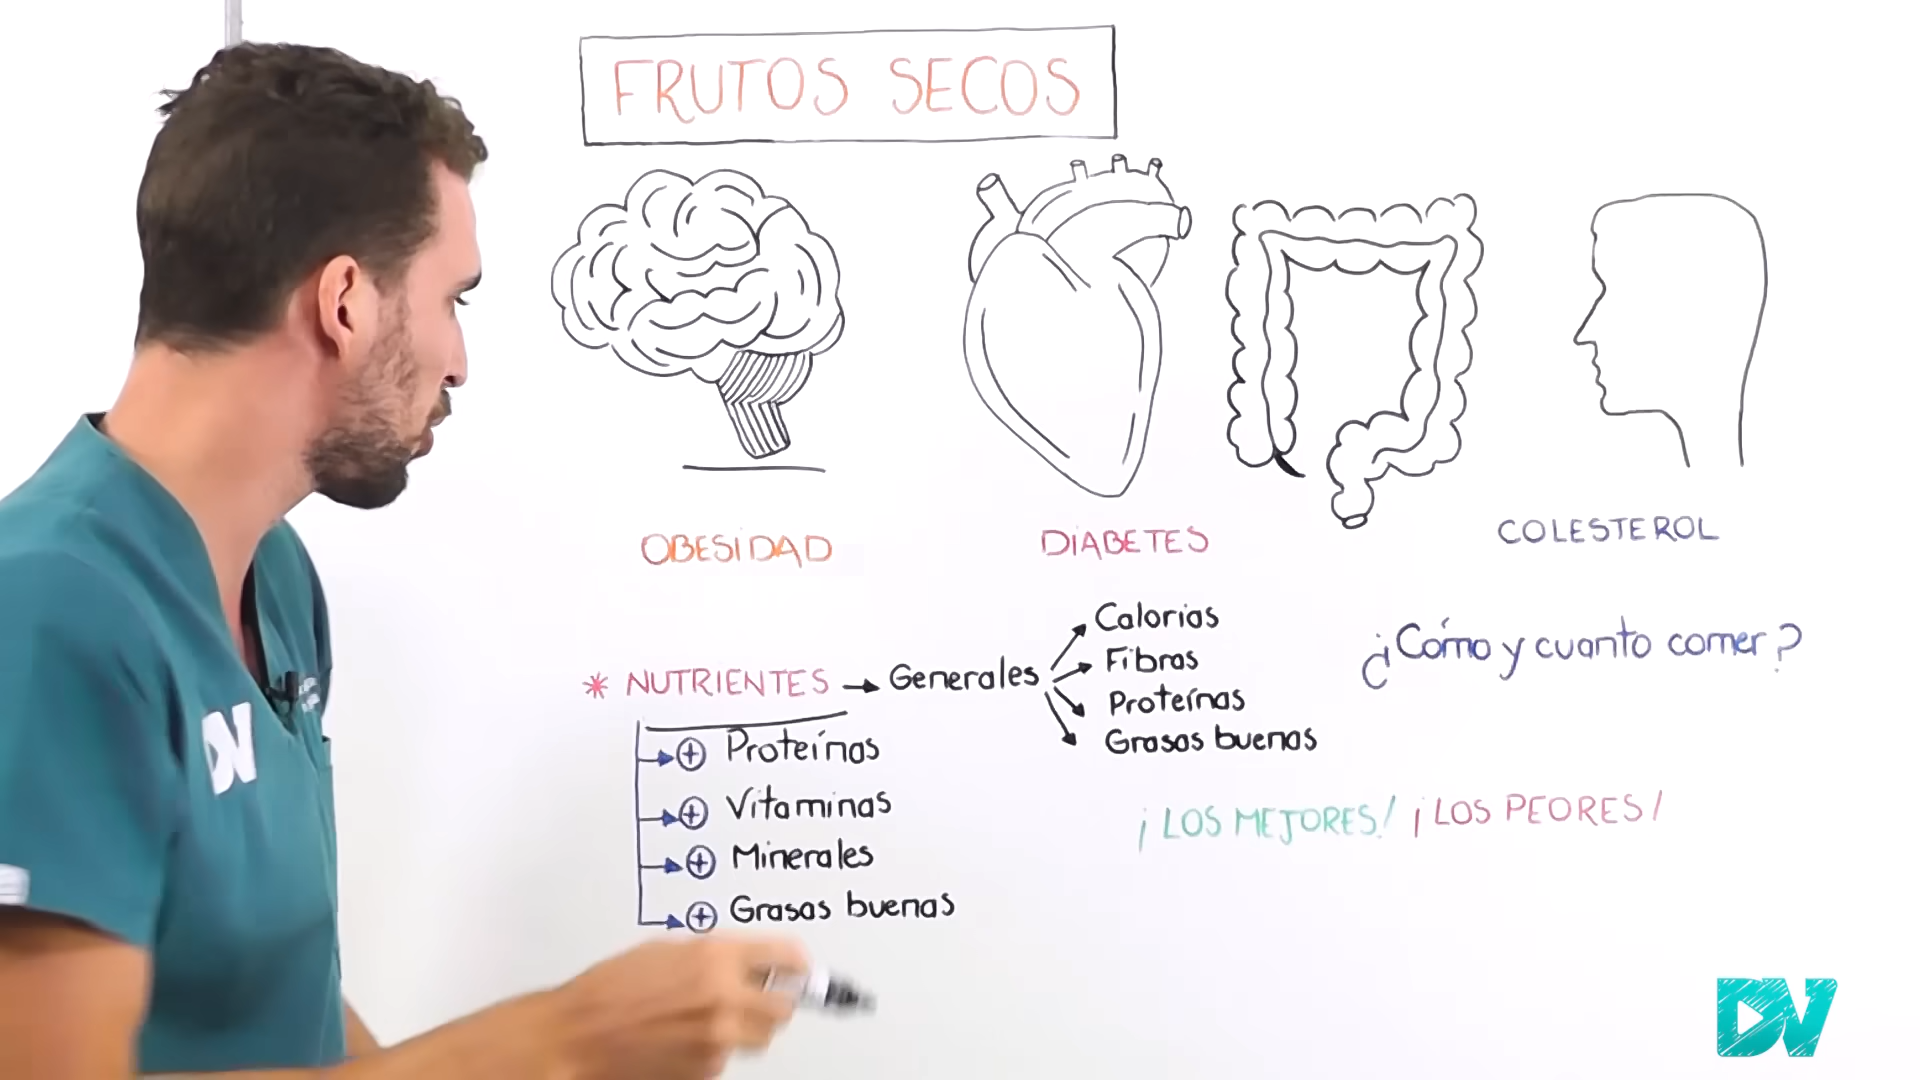 FRUTOS SECOS
OBESIDAD
DIABETES
COLESTEROL
* NUTRIENTES → Generales
Calorias
Fibras
Proteínas
Grasas buenas
¿Cómo y cuanto comer?
Proteínas
Vitaminas
Minerales
Grasas buenas
¡LOS MEJORES! ¡LOS PEORES!
DV
DV